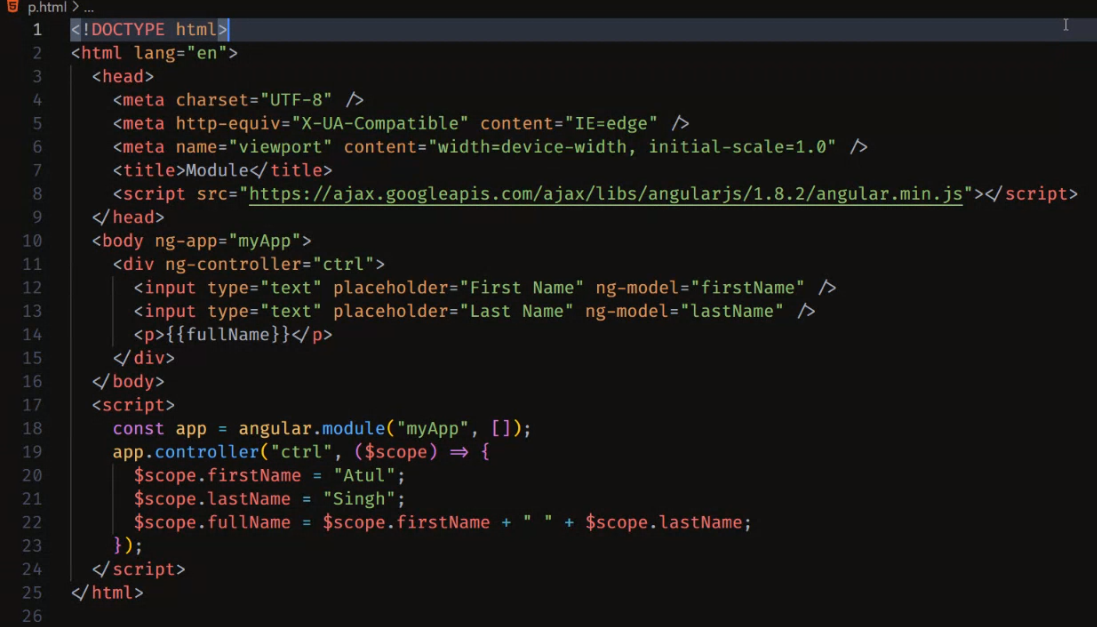 p.html > ...
1 <!DOCTYPE html>
2 <html lang="en">
3   <head>
4     <meta charset="UTF-8" />
5     <meta http-equiv="X-UA-Compatible" content="IE=edge" />
6     <meta name="viewport" content="width=device-width, initial-scale=1.0" />
7     <title>Module</title>
8     <script src="https://ajax.googleapis.com/ajax/libs/angularjs/1.8.2/angular.min.js"></script>
9   </head>
10   <body ng-app="myApp">
11     <div ng-controller="ctrl">
12       <input type="text" placeholder="First Name" ng-model="firstName" />
13       <input type="text" placeholder="Last Name" ng-model="lastName" />
14       <p>{{fullName}}</p>
15     </div>
16   </body>
17   <script>
18     const app = angular.module("myApp", []);
19     app.controller("ctrl", ($scope) => {
20       $scope.firstName = "Atul";
21       $scope.lastName = "Singh";
22       $scope.fullName = $scope.firstName + " " + $scope.lastName;
23     });
24   </script>
25 </html>
26